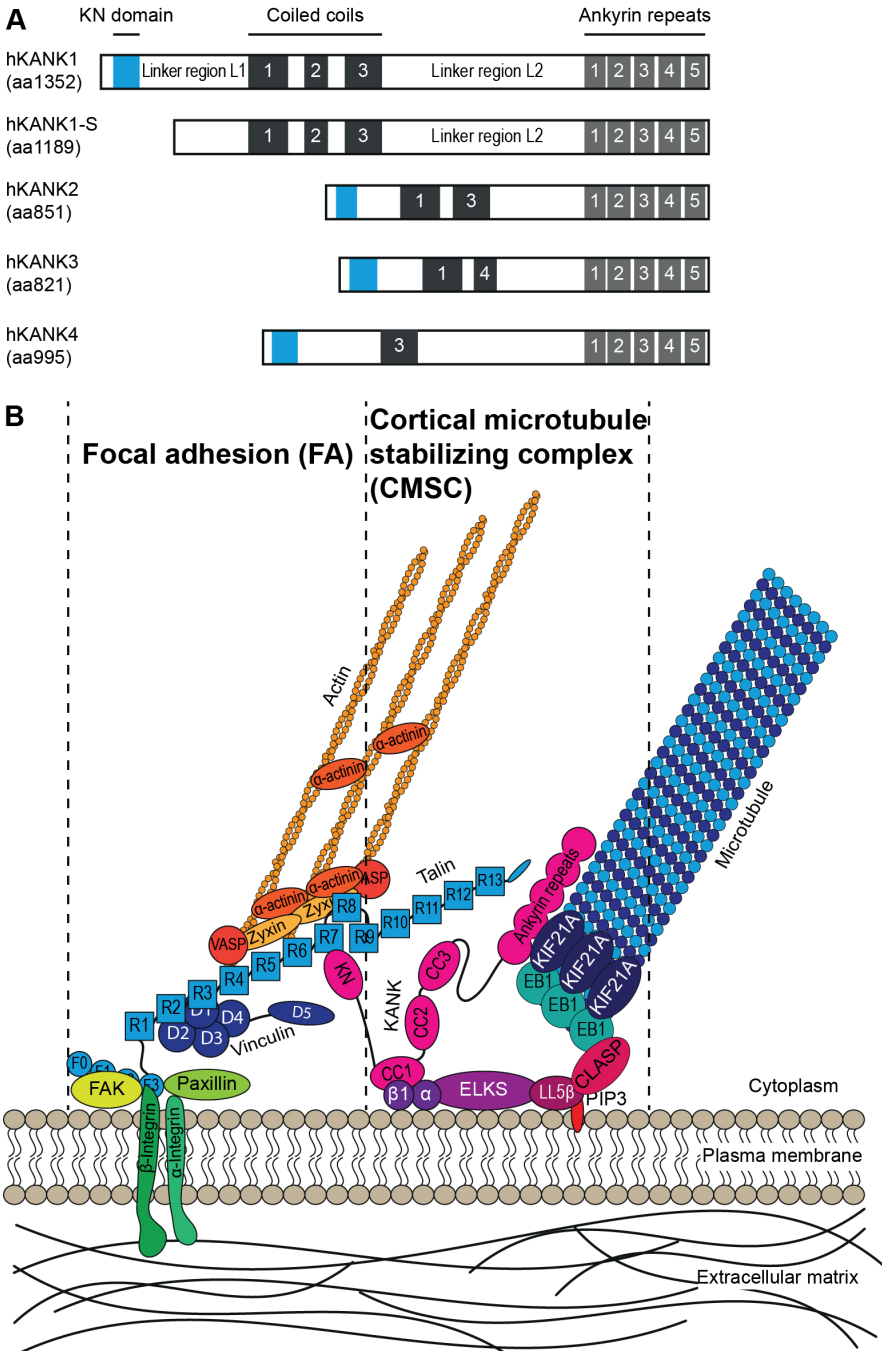 A
KN domain Coiled coils Ankyrin repeats
hKANK1
(aa1352)
Linker region L1 1 2 3 Linker region L2 1 2 3 4 5
hKANK1-S
(aa1189)
1 2 3 Linker region L2 1 2 3 4 5
hKANK2
(aa851)
1 3 1 2 3 4 5
hKANK3
(aa821)
1 4 1 2 3 4 5
hKANK4
(aa995)
3 1 2 3 4 5
B
Focal adhesion (FA)
Cortical microtubule
stabilizing complex
(CMSC)
Actin
α-actinin
α-actinin
Microtubule
α-actinin
α-actinin
VASP
Zyxin
Talin
R1
R2
R3
R4
R5
R6
R7
R8
R9
R10
R11
R12
R13
Ankyrin repeats
KIF21A
KIF21A
KIF21A
EB1
EB1
EB1
KN
KANK
CC3
CC2
CC1
D1
D2
D3
D4
D5
Vinculin
F0
F1
F3
FAK
Paxillin
β1
α
ELKS
LL5β
CLASP
PIP3
Cytoplasm
β-Integrin
α-Integrin
Plasma membrane
Extracellular matrix